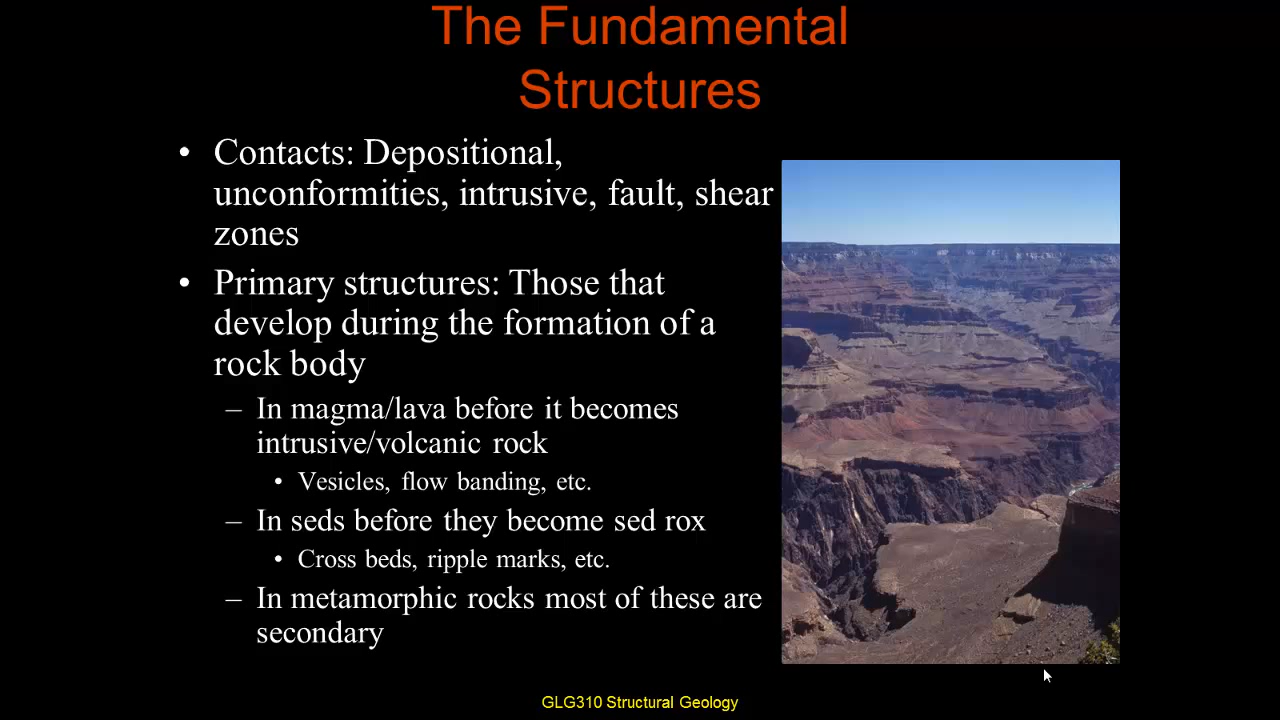 The Fundamental
Structures
• Contacts: Depositional,
unconformities, intrusive, fault, shear
zones
• Primary structures: Those that
develop during the formation of a
rock body
– In magma/lava before it becomes
intrusive/volcanic rock
• Vesicles, flow banding, etc.
– In seds before they become sed rox
• Cross beds, ripple marks, etc.
– In metamorphic rocks most of these are
secondary
GLG310 Structural Geology